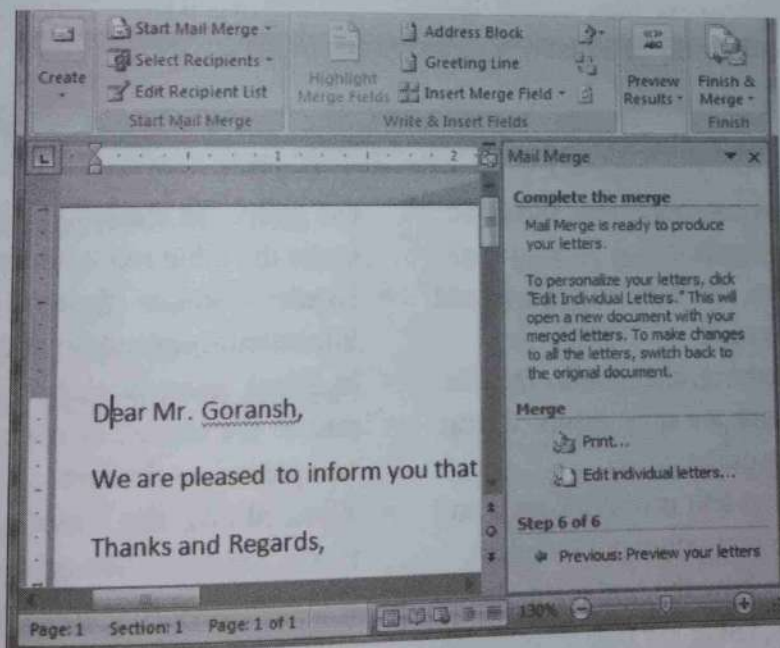 Create
Start Mail Merge
Select Recipients
Edit Recipient List
Start Mail Merge
Highlight
Merge Fields
Address Block
Greeting Line
Insert Merge Field
Write & Insert Fields
ABC
Preview
Results
Finish &
Merge
Finish
L
1
2
Mail Merge
Complete the merge
Mail Merge is ready to produce
your letters.
To personalize your letters, click
"Edit Individual Letters." This will
open a new document with your
merged letters. To make changes
to all the letters, switch back to
the original document.
Merge
Print...
Edit individual letters...
Step 6 of 6
Previous: Preview your letters
Dear Mr. Goransh,
We are pleased to inform you that
Thanks and Regards,
Page: 1 Section: 1 Page: 1 of 1
130%